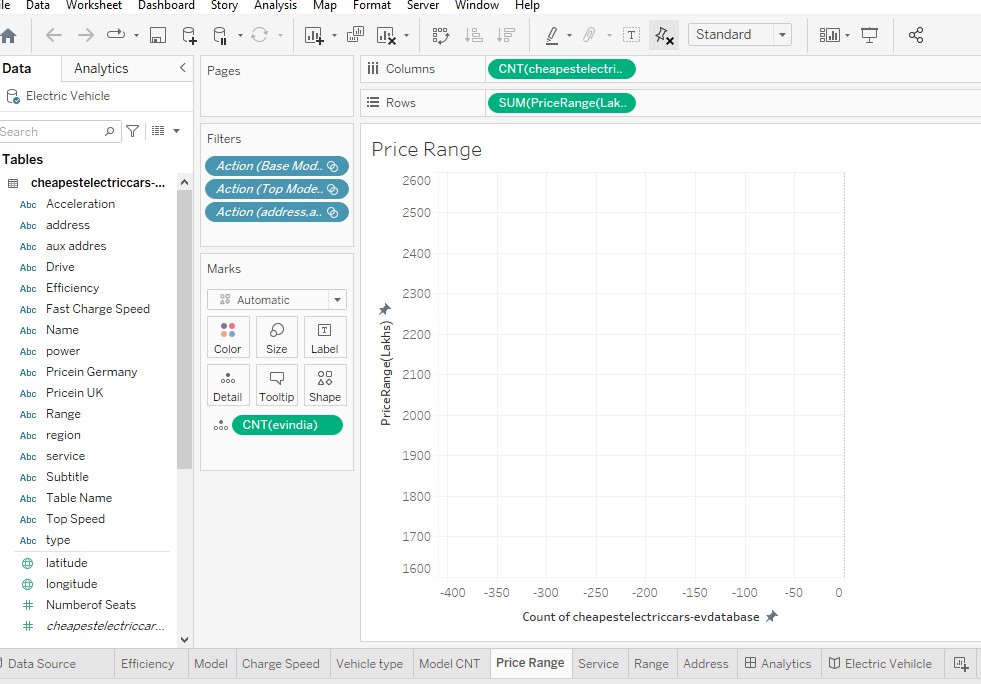 ile Data Worksheet Dashboard Story Analysis Map Format Server Window Help
Standard
Data Analytics
Electric Vehicle
Search
Tables
cheapestelectriccars-...
Abc Acceleration
Abc address
Abc aux addres
Abc Drive
Abc Efficiency
Abc Fast Charge Speed
Abc Name
Abc power
Abc Pricein Germany
Abc Pricein UK
Abc Range
Abc region
Abc service
Abc Subtitle
Abc Table Name
Abc Top Speed
Abc type
latitude
longitude
# Numberof Seats
# cheapestelectriccar...
Pages
Filters
Action (Base Mod..
Action (Top Mode..
Action (address,a..
Marks
Automatic
Color Size Label
Detail Tooltip Shape
CNT(evindia)
Columns CNT(cheapestelectri..
Rows SUM(PriceRange(Lak..
Price Range
PriceRange(Lakhs)
2600
2500
2400
2300
2200
2100
2000
1900
1800
1700
1600
-400 -350 -300 -250 -200 -150 -100 -50 0
Count of cheapestelectriccars-evdatabase
Data Source Efficiency Model Charge Speed Vehicle type Model CNT Price Range Service Range Address Analytics Electric Vehilcle